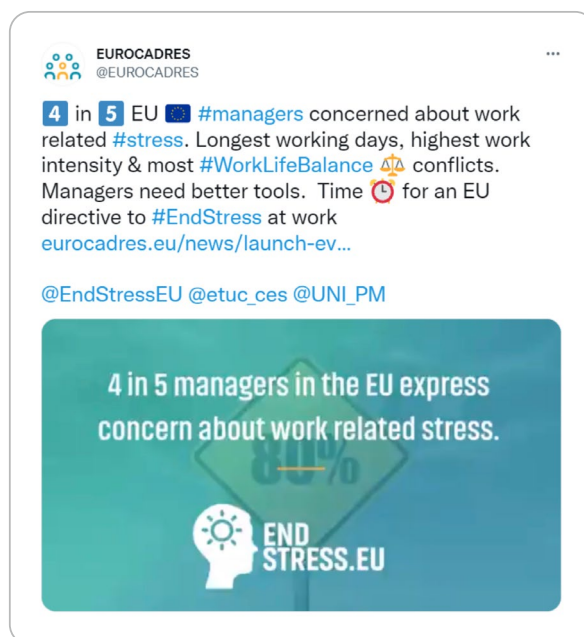 EUROCADRES
@EUROCADRES
4 in 5 EU 🇪🇺 #managers concerned about work
related #stress. Longest working days, highest work
intensity & most #WorkLifeBalance ⚖️ conflicts.
Managers need better tools.  Time ⏰ for an EU
directive to #EndStress at work
eurocadres.eu/news/launch-ev...
@EndStressEU @etuc_ces @UNI_PM
4 in 5 managers in the EU express
concern about work related stress.
80%
END
STRESS.EU